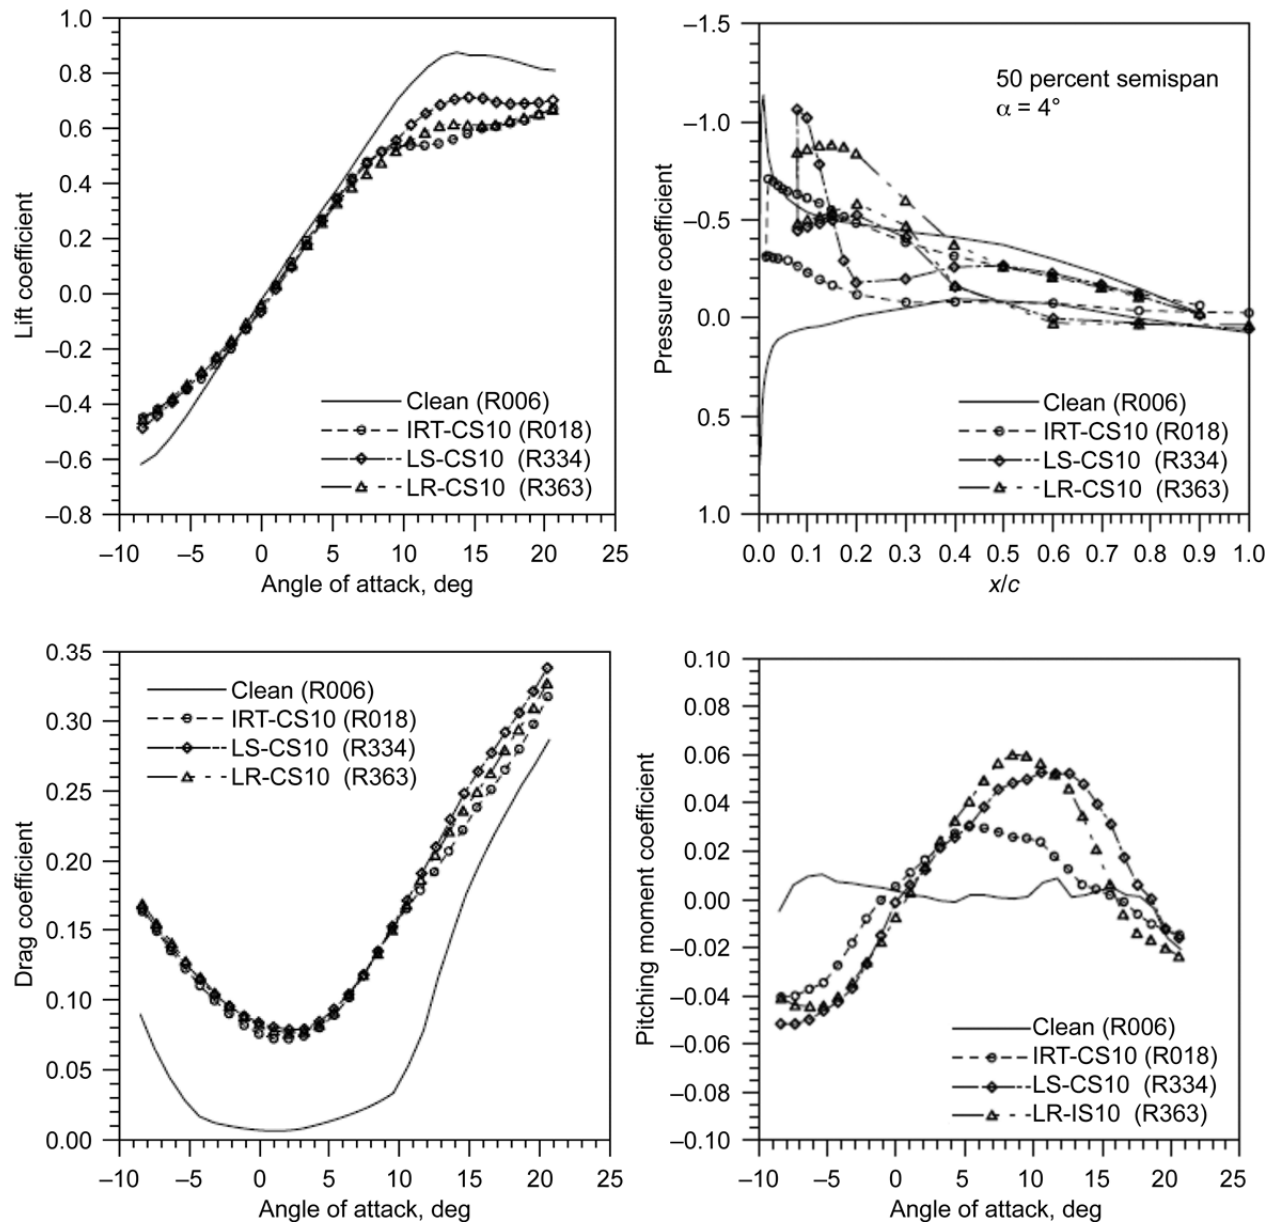 1.0
0.8
0.6
0.4
0.2
0.0
–0.2
–0.4
–0.6
–0.8
Lift coefficient
Clean (R006)
IRT-CS10 (R018)
LS-CS10 (R334)
LR-CS10 (R363)
–10 –5 0 5 10 15 20 25
Angle of attack, deg
–1.5
–1.0
–0.5
0.0
0.5
1.0
Pressure coefficient
50 percent semispan
α = 4°
Clean (R006)
IRT-CS10 (R018)
LS-CS10 (R334)
LR-CS10 (R363)
0.0 0.1 0.2 0.3 0.4 0.5 0.6 0.7 0.8 0.9 1.0
x/c
0.35
0.30
0.25
0.20
0.15
0.10
0.05
0.00
Drag coefficient
Clean (R006)
IRT-CS10 (R018)
LS-CS10 (R334)
LR-CS10 (R363)
–10 –5 0 5 10 15 20 25
Angle of attack, deg
0.10
0.08
0.06
0.04
0.02
0.00
–0.02
–0.04
–0.06
–0.08
–0.10
Pitching moment coefficient
Clean (R006)
IRT-CS10 (R018)
LS-CS10 (R334)
LR-IS10 (R363)
–10 –5 0 5 10 15 20 25
Angle of attack, deg